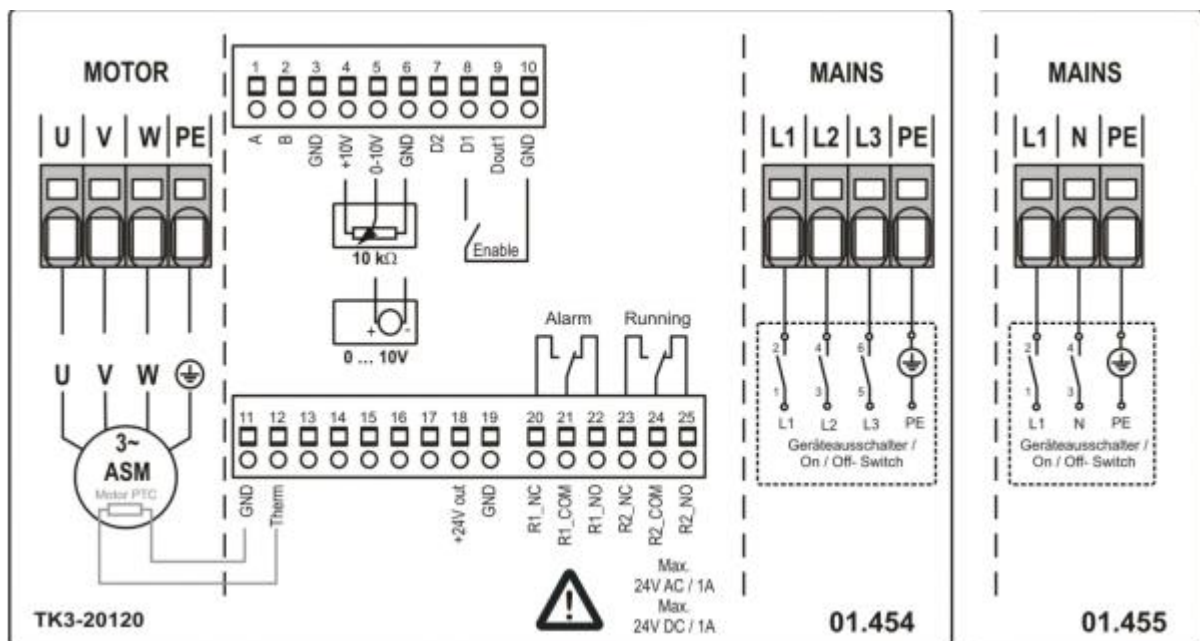 MOTOR
U V W PE
1 2 3 4 5 6 7 8 9 10
A B GND +10V 0-10V GND D2 D1 Dout1 GND
10 kΩ
Enable
+ -
0 ... 10V
Alarm Running
U V W
3~
ASM
Motor PTC
11 12 13 14 15 16 17 18 19 20 21 22 23 24 25
GND Therm +24V out GND R1_NC R1_COM R1_NO R2_NC R2_COM R2_NO
Max.
24V AC / 1A
Max.
24V DC / 1A
TK3-20120
MAINS
L1 L2 L3 PE
2 4 6
1 3 5
L1 L2 L3 PE
Geräteausschalter /
On / Off- Switch
01.454
MAINS
L1 N PE
2 4
1 3
L1 N PE
Geräteausschalter /
On / Off- Switch
01.455